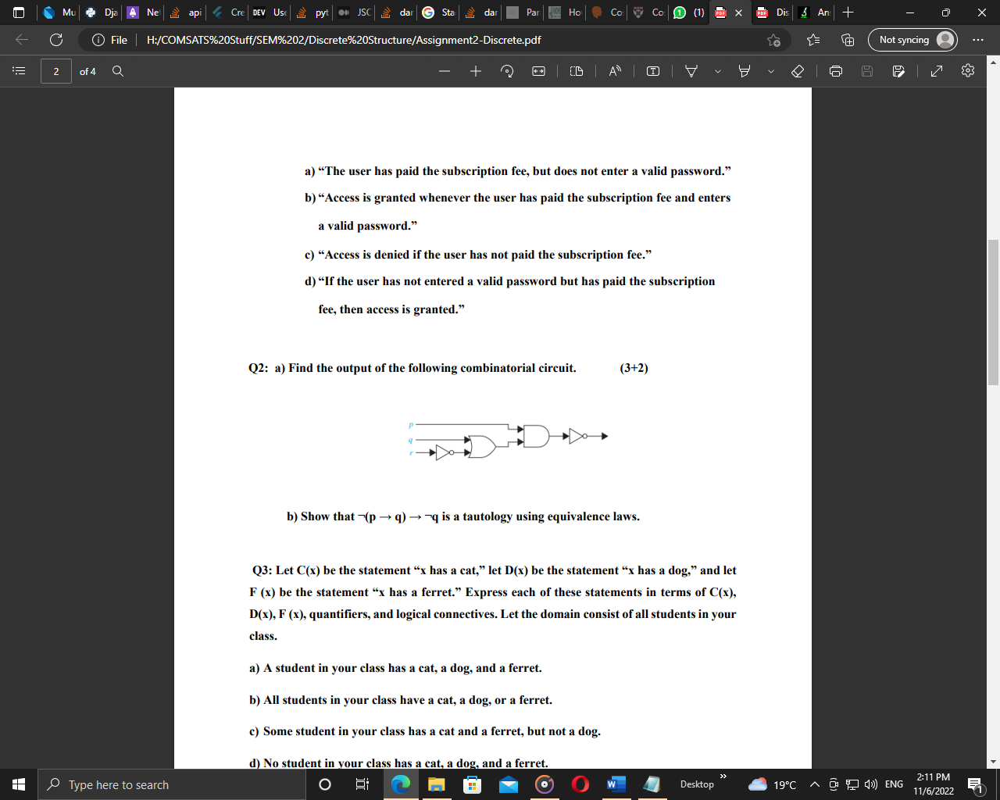 Mu Dja Ne api Cre DEV Use pyt JSC dar Sta dar Par Ho Co Co (1) PDF PDF Dis An
File H:/COMSATS%20Stuff/SEM%202/Discrete%20Structure/Assignment2-Discrete.pdf Not syncing
2 of 4
a) “The user has paid the subscription fee, but does not enter a valid password.”
b) “Access is granted whenever the user has paid the subscription fee and enters
a valid password.”
c) “Access is denied if the user has not paid the subscription fee.”
d) “If the user has not entered a valid password but has paid the subscription
fee, then access is granted.”
Q2: a) Find the output of the following combinatorial circuit. (3+2)
p
q
r
b) Show that ¬(p → q) → ¬q is a tautology using equivalence laws.
Q3: Let C(x) be the statement “x has a cat,” let D(x) be the statement “x has a dog,” and let
F (x) be the statement “x has a ferret.” Express each of these statements in terms of C(x),
D(x), F (x), quantifiers, and logical connectives. Let the domain consist of all students in your
class.
a) A student in your class has a cat, a dog, and a ferret.
b) All students in your class have a cat, a dog, or a ferret.
c) Some student in your class has a cat and a ferret, but not a dog.
d) No student in your class has a cat, a dog, and a ferret.
Type here to search Desktop 19°C ENG 2:11 PM
11/6/2022 1